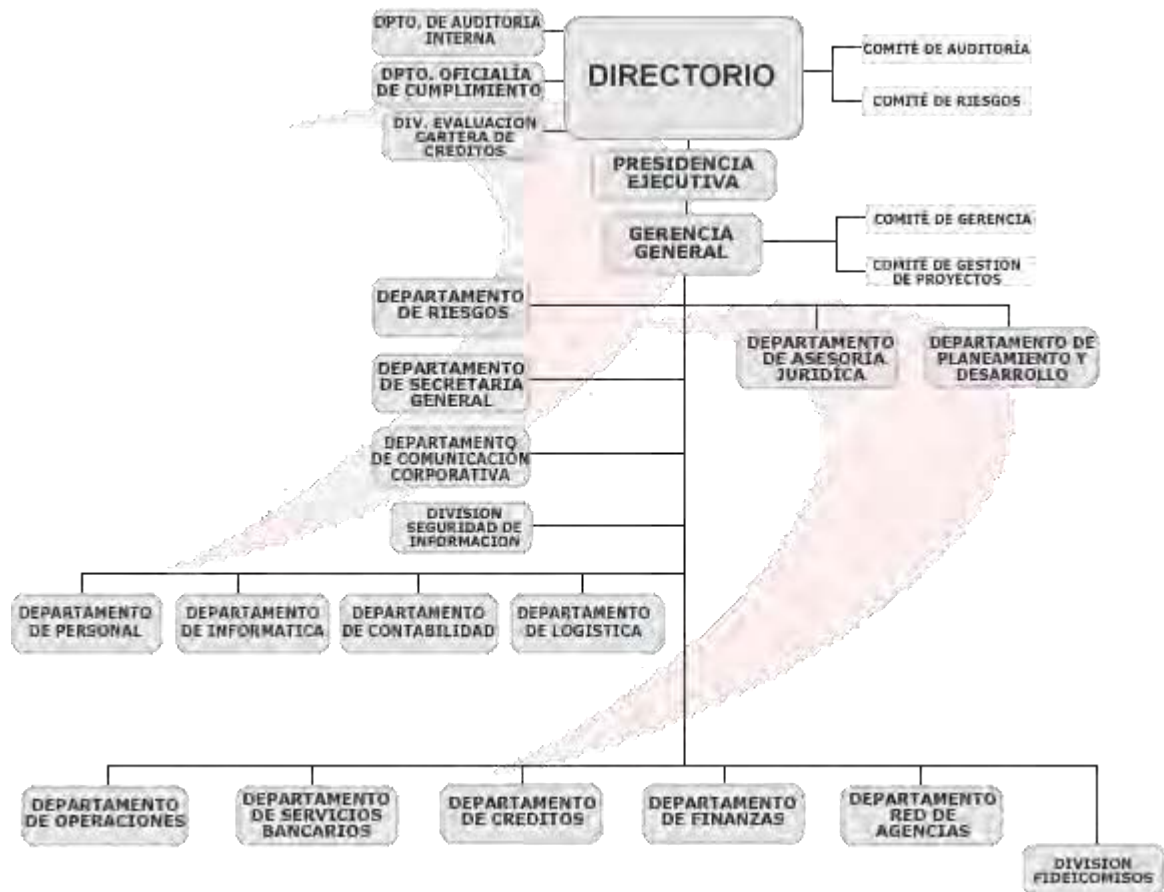 DPTO. DE AUDITORIA
INTERNA
DIRECTORIO
COMITÉ DE AUDITORÍA
DPTO. OFICIALÍA
DE CUMPLIMIENTO
COMITÉ DE RIESGOS
DIV. EVALUACION
CARTERA DE
CREDITOS
PRESIDENCIA
EJECUTIVA
GERENCIA
GENERAL
COMITÉ DE GERENCIA
COMITÉ DE GESTION
DE PROYECTOS
DEPARTAMENTO
DE RIESGOS
DEPARTAMENTO
DE ASESORÍA
JURIDÍCA
DEPARTAMENTO DE
PLANEAMIENTO Y
DESARROLLO
DEPARTAMENTO
DE SECRETARIA
GENERAL
DEPARTAMENTO
DE COMUNICACIÓN
CORPORATIVA
DIVISION
SEGURIDAD DE
INFORMACION
DEPARTAMENTO
DE PERSONAL
DEPARTAMENTO
DE INFORMATICA
DEPARTAMENTO
DE CONTABILIDAD
DEPARTAMENTO
DE LOGISTICA
DEPARTAMENTO
DE OPERACIONES
DEPARTAMENTO
DE SERVICIOS
BANCARIOS
DEPARTAMENTO
DE CREDITOS
DEPARTAMENTO
DE FINANZAS
DEPARTAMENTO
RED DE
AGENCIAS
DIVISION
FIDEICOMISOS